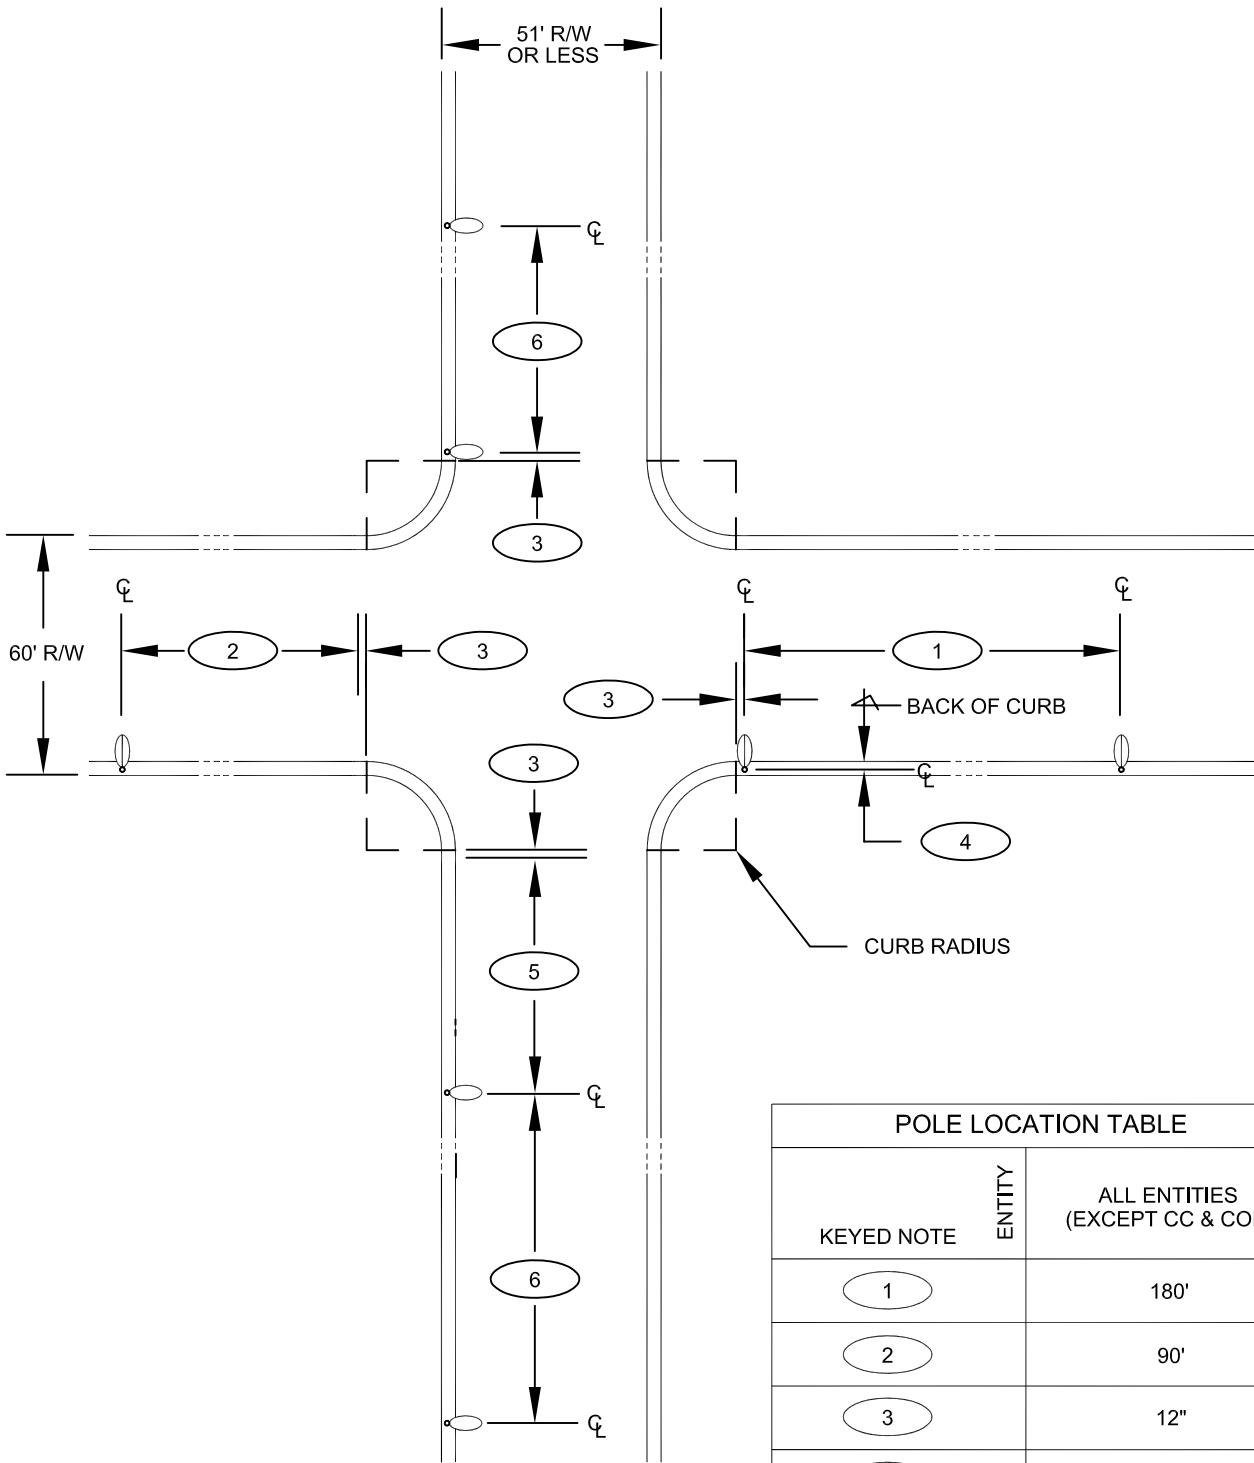 51' R/W
OR LESS
℄
6
3
℄
℄
℄
60' R/W
2
3
1
3
BACK OF CURB
3
℄
4
CURB RADIUS
5
℄
6
℄
POLE LOCATION TABLE
KEYED NOTE
ENTITY
ALL ENTITIES
(EXCEPT CC &
1
180'
2
90'
3
12"